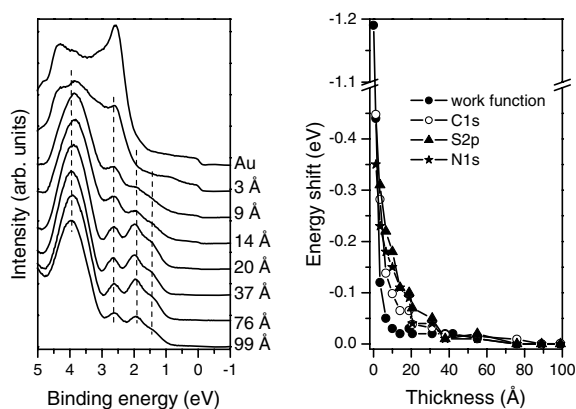 Intensity (arb. units)
Au
3 Å
9 Å
14 Å
20 Å
37 Å
76 Å
99 Å
5 4 3 2 1 0 -1
Binding energy (eV)
Energy shift (eV)
-1.2
-1.1
-0.4
-0.3
-0.2
-0.1
0.0
work function
C1s
S2p
N1s
0 20 40 60 80 100
Thickness (Å)